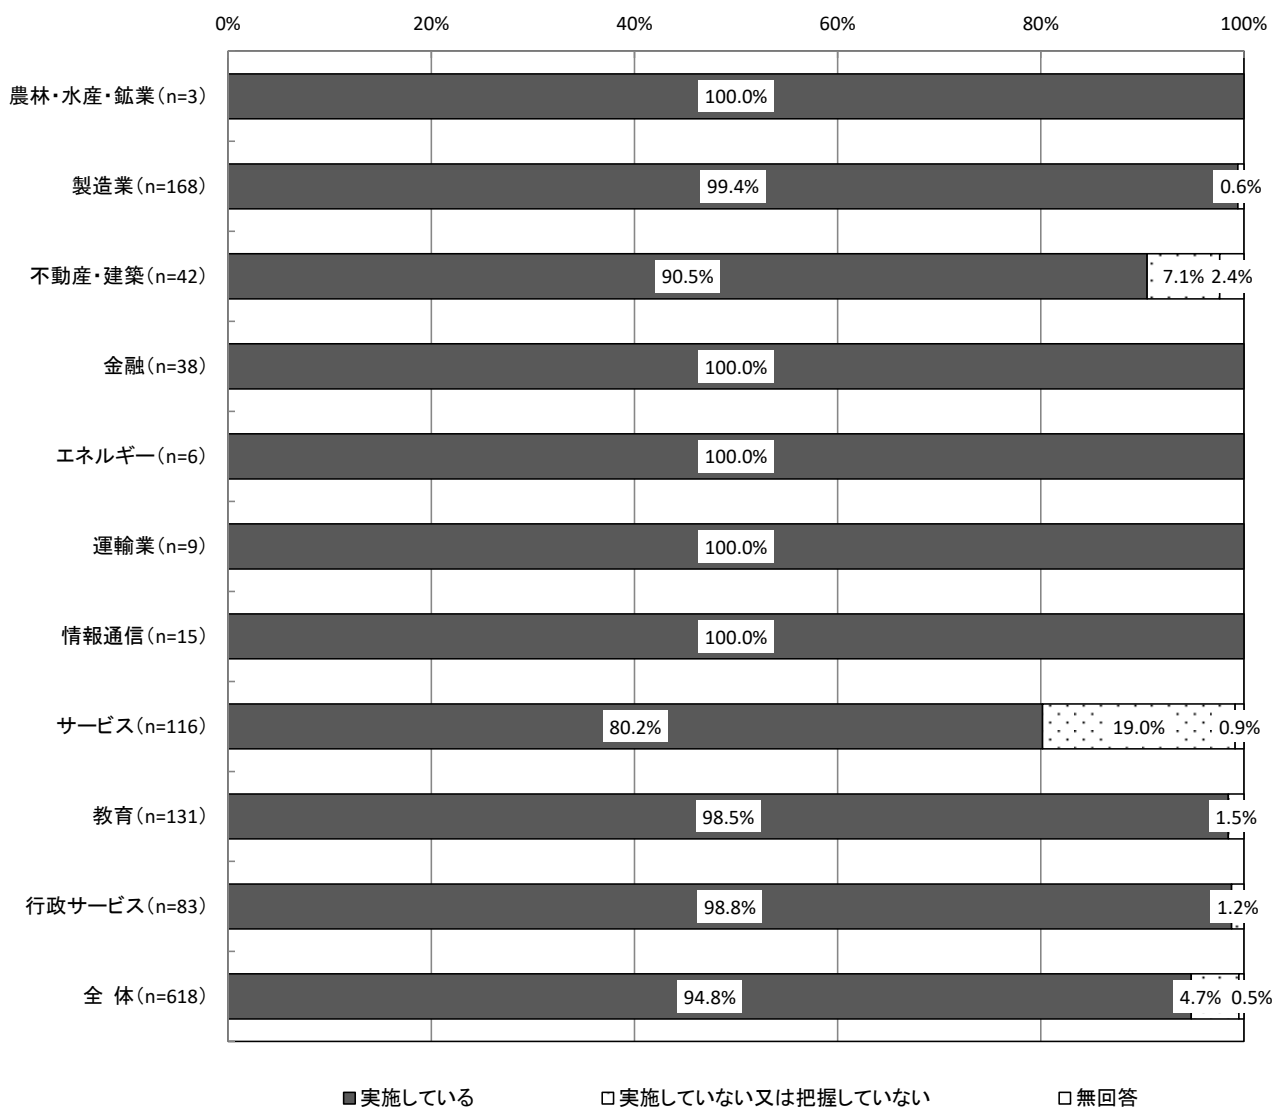 0% 20% 40% 60% 80% 100%
農林・水産・鉱業(n=3) 100.0%
製造業(n=168) 99.4% 0.6%
不動産・建築(n=42) 90.5% 7.1% 2.4%
金融(n=38) 100.0%
エネルギー(n=6) 100.0%
運輸業(n=9) 100.0%
情報通信(n=15) 100.0%
サービス(n=116) 80.2% 19.0% 0.9%
教育(n=131) 98.5% 1.5%
行政サービス(n=83) 98.8% 1.2%
全 体(n=618) 94.8% 4.7% 0.5%
実施している 実施していない又は把握していない 無回答